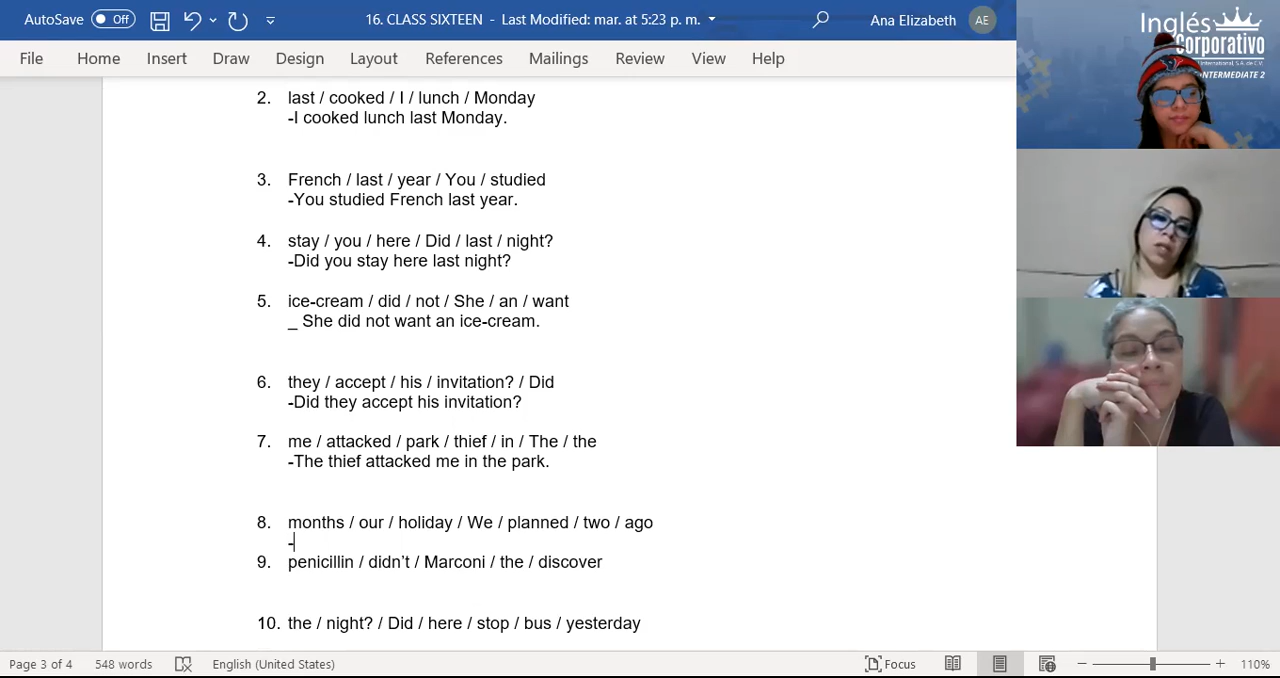 AutoSave Off 16. CLASS SIXTEEN - Last Modified: mar. at 5:23 p. m. Ana Elizabeth AE
File Home Insert Draw Design Layout References Mailings Review View Help
2. last / cooked / I / lunch / Monday
-I cooked lunch last Monday.
3. French / last / year / You / studied
-You studied French last year.
4. stay / you / here / Did / last / night?
-Did you stay here last night?
5. ice-cream / did / not / She / an / want
_ She did not want an ice-cream.
6. they / accept / his / invitation? / Did
-Did they accept his invitation?
7. me / attacked / park / thief / in / The / the
-The thief attacked me in the park.
8. months / our / holiday / We / planned / two / ago
-
9. penicillin / didn’t / Marconi / the / discover
10. the / night? / Did / here / stop / bus / yesterday
Page 3 of 4 548 words English (United States) Focus 110%
Inglés
Corporativo
INTERMEDIATE 2